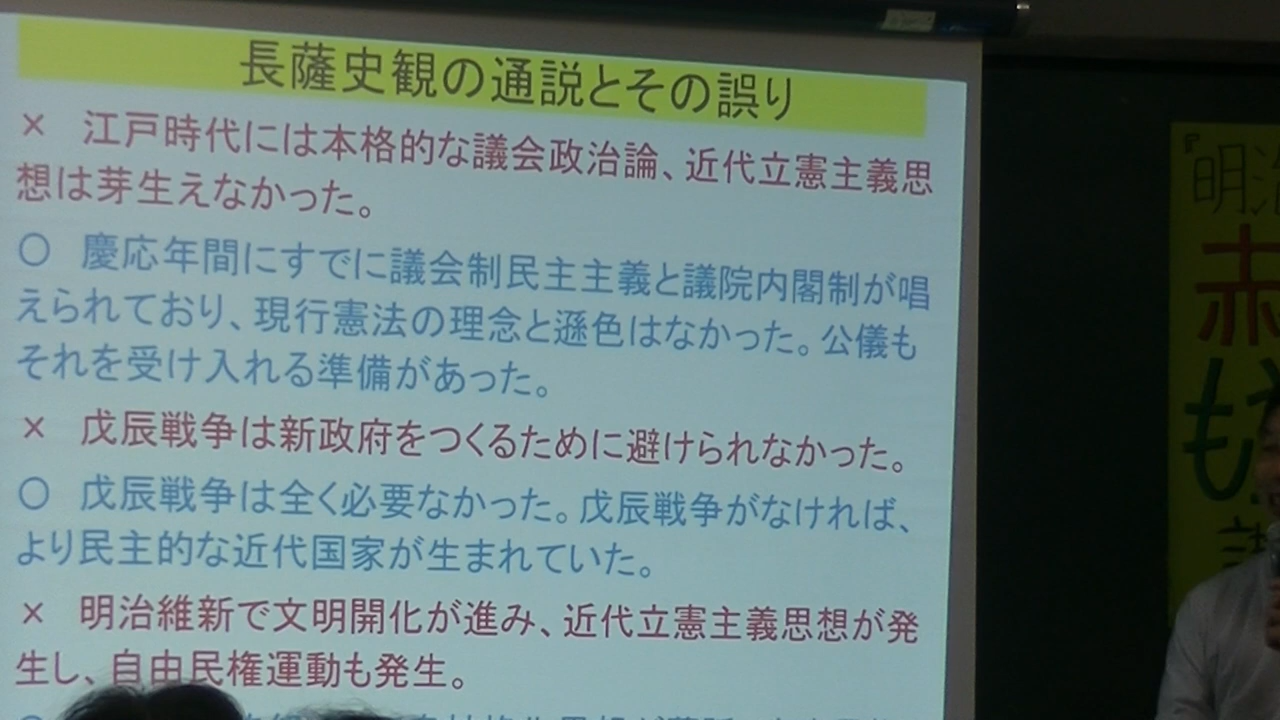 長薩史観の通説とその誤り
× 江戸時代には本格的な議会政治論、近代立憲主義思
想は芽生えなかった。
〇 慶応年間にすでに議会制民主主義と議院内閣制が唱
えられており、現行憲法の理念と遜色はなかった。公儀も
それを受け入れる準備があった。
× 戊辰戦争は新政府をつくるために避けられなかった。
〇 戊辰戦争は全く必要なかった。戊辰戦争がなければ、
より民主的な近代国家が生まれていた。
× 明治維新で文明開化が進み、近代立憲主義思想が発
生し、自由民権運動も発生。
『明治
赤
も